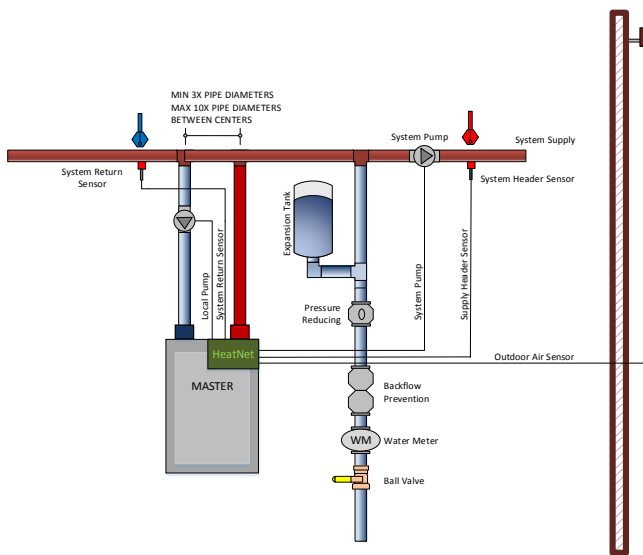 MIN 3X PIPE DIAMETERS
MAX 10X PIPE DIAMETERS
BETWEEN CENTERS
System Pump
System Supply
System Return
Sensor
System Header Sensor
Expansion Tank
Local Pump
System Return Sensor
System Pump
Supply Header Sensor
Pressure
Reducing
HeatNet
Outdoor Air Sensor
MASTER
Backflow
Prevention
WM
Water Meter
Ball Valve